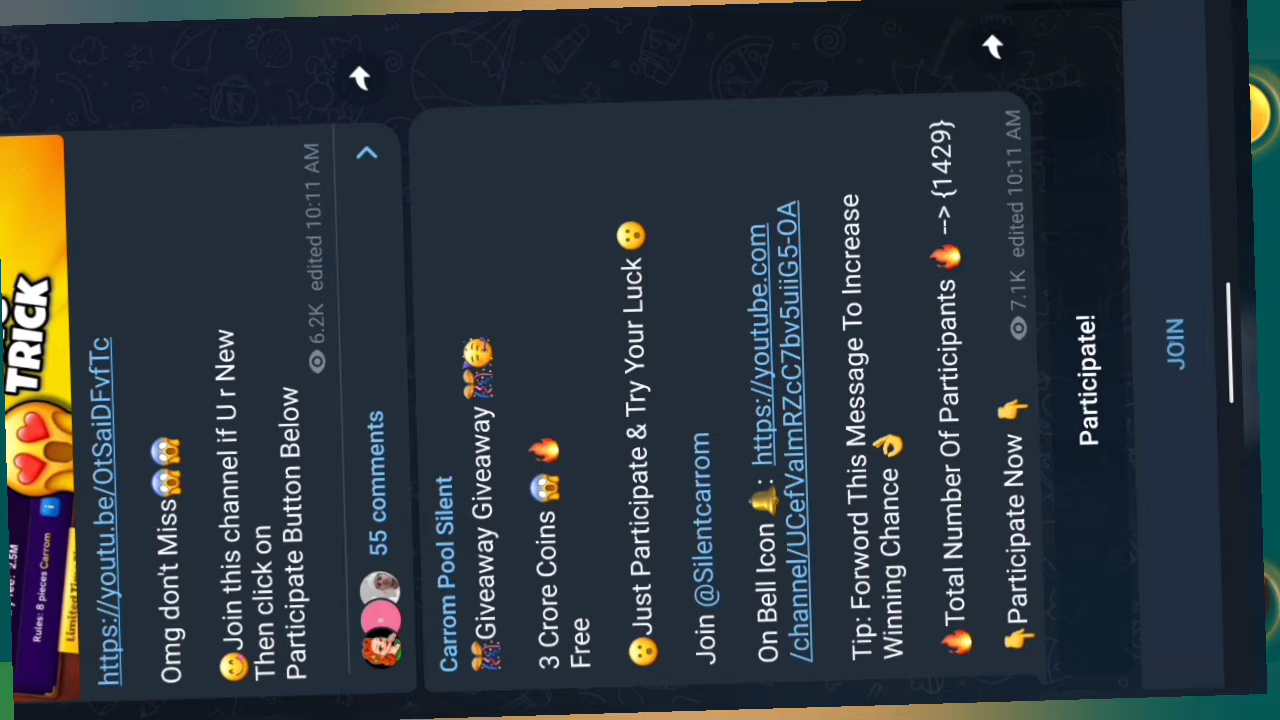 TRICK
Rules: 8 pieces Carrom
https://youtu.be/OtSaiDFvfTc
Omg don't Miss😱😱
😋Join this channel if U r New
Then click on
Participate Button Below
6.2K edited 10:11 AM
55 comments
Carrom Pool Silent
🎊Giveaway Giveaway 🎊🥳
3 Crore Coins 😱 🔥
Free
😮Just Participate & Try Your Luck 😮
Join @Silentcarrom
On Bell Icon 🔔: https://youtube.com
/channel/UCefVaImRZcC7bv5uiiG5-OA
Tip: Forword This Message To Increase
Winning Chance 👌
🔥 Total Number Of Participants 🔥 --> {1429}
👇Participate Now 👇
7.1K edited 10:11 AM
Participate!
JOIN